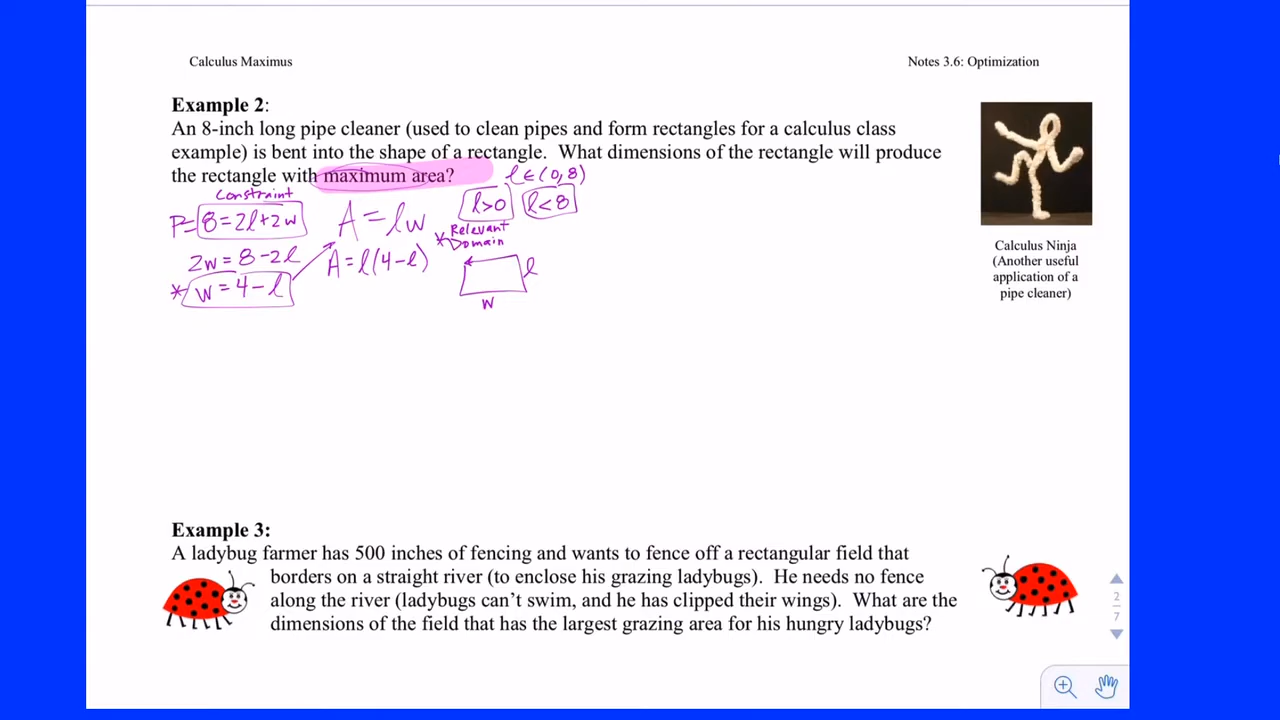 Calculus Maximus
Notes 3.6: Optimization
Example 2:
An 8-inch long pipe cleaner (used to clean pipes and form rectangles for a calculus class
example) is bent into the shape of a rectangle.  What dimensions of the rectangle will produce
the rectangle with maximum area?
l ∈ (0, 8)
Constraint
P = 8 = 2l + 2w
A = lw
l > 0
l < 8
* Relevant
Domain
2w = 8 - 2l
A = l(4 - l)
* w = 4 - l
l
w
Calculus Ninja
(Another useful
application of a
pipe cleaner)
Example 3:
A ladybug farmer has 500 inches of fencing and wants to fence off a rectangular field that
borders on a straight river (to enclose his grazing ladybugs).  He needs no fence
along the river (ladybugs can’t swim, and he has clipped their wings).  What are the
dimensions of the field that has the largest grazing area for his hungry ladybugs?
2
7